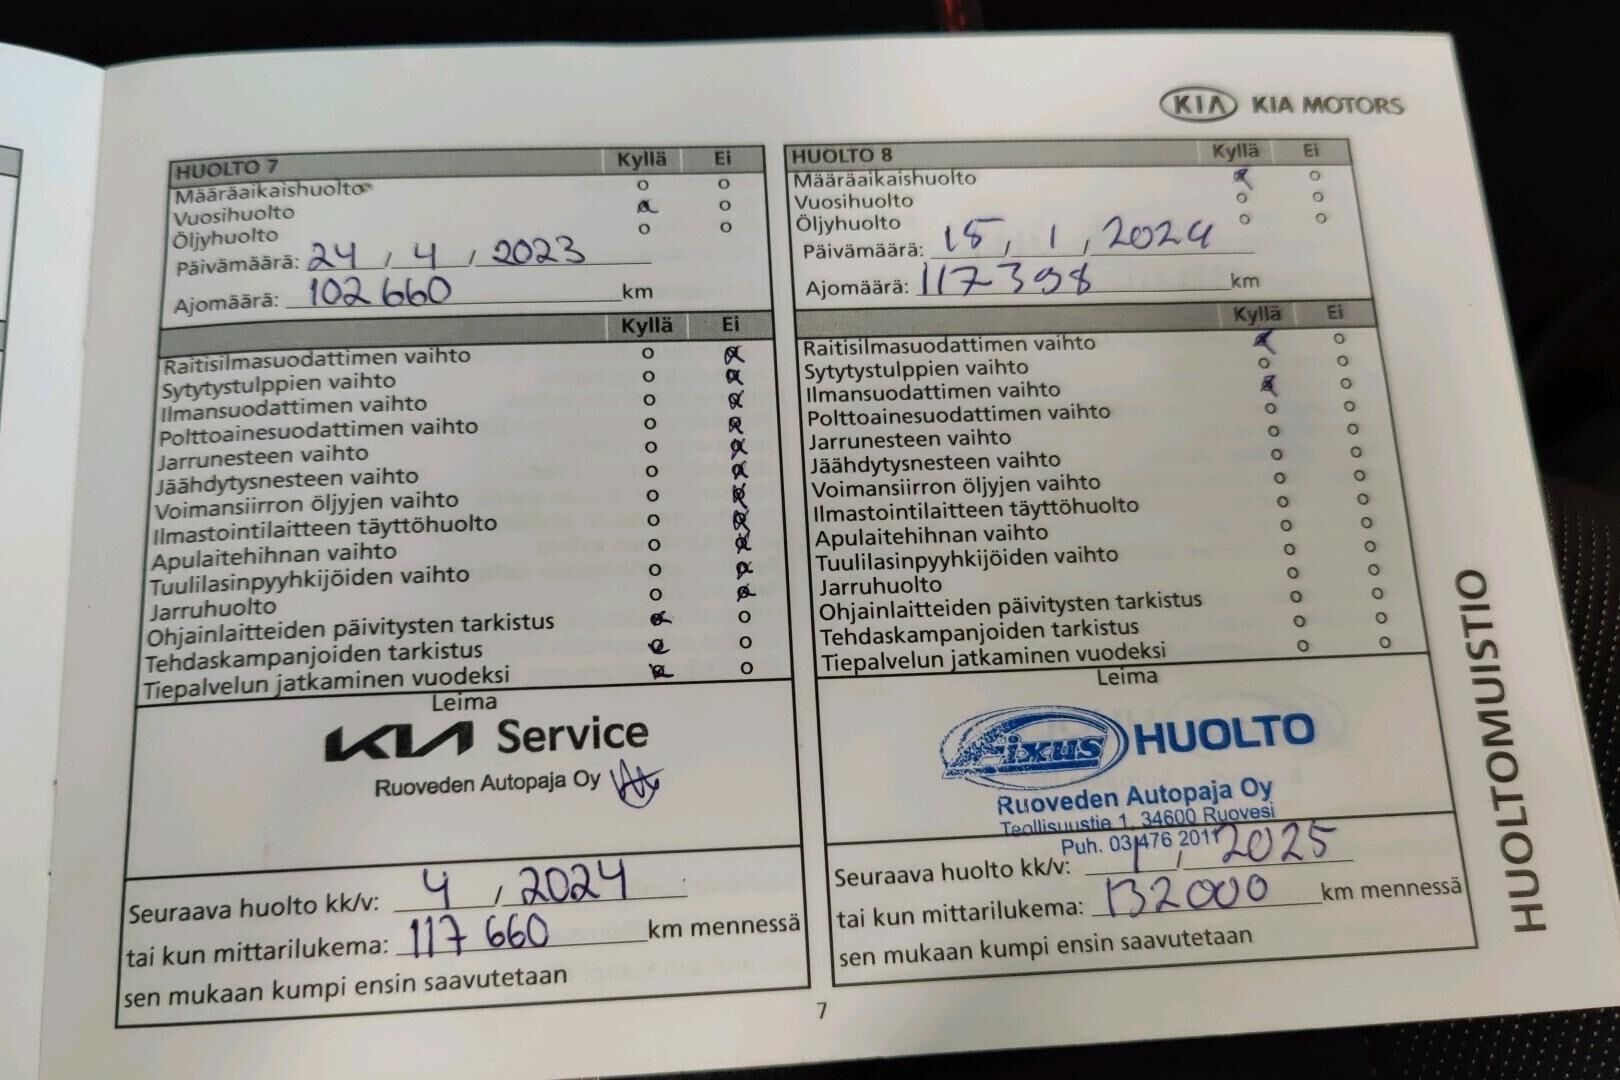 KIA KIA MOTORS
HUOLTO 7 Kyllä Ei
Määräaikaishuolto o o
Vuosihuolto x o
Öljyhuolto o o
Päivämäärä: 24 / 4 / 2023
Ajomäärä: 102 660 km
Kyllä Ei
Raitisilmasuodattimen vaihto o x
Sytytystulppien vaihto o x
Ilmansuodattimen vaihto o x
Polttoainesuodattimen vaihto o x
Jarrunesteen vaihto o x
Jäähdytysnesteen vaihto o x
Voimansiirron öljyjen vaihto o x
Ilmastointilaitteen täyttöhuolto o x
Apulaitehihnan vaihto o x
Tuulilasinpyyhkijöiden vaihto o x
Jarruhuolto o x
Ohjainlaitteiden päivitysten tarkistus x o
Tehdaskampanjoiden tarkistus x o
Tiepalvelun jatkaminen vuodeksi x o
Leima
KIA Service
Ruoveden Autopaja Oy
Seuraava huolto kk/v: 4 / 2024
tai kun mittarilukema: 117 660 km mennessä
sen mukaan kumpi ensin saavutetaan
HUOLTO 8 Kyllä Ei
Määräaikaishuolto x o
Vuosihuolto o o
Öljyhuolto o o
Päivämäärä: 15 / 1 / 2024
Ajomäärä: 117398 km
Kyllä Ei
Raitisilmasuodattimen vaihto x o
Sytytystulppien vaihto o o
Ilmansuodattimen vaihto x o
Polttoainesuodattimen vaihto o o
Jarrunesteen vaihto o o
Jäähdytysnesteen vaihto o o
Voimansiirron öljyjen vaihto o o
Ilmastointilaitteen täyttöhuolto o o
Apulaitehihnan vaihto o o
Tuulilasinpyyhkijöiden vaihto o o
Jarruhuolto o o
Ohjainlaitteiden päivitysten tarkistus o o
Tehdaskampanjoiden tarkistus o o
Tiepalvelun jatkaminen vuodeksi o o
Leima
Fixus HUOLTO
Ruoveden Autopaja Oy
Teollisuustie 1, 34600 Ruovesi
Puh. 03 476 2011
Seuraava huolto kk/v: 1 / 2025
tai kun mittarilukema: 132000 km mennessä
sen mukaan kumpi ensin saavutetaan
7
HUOLTOMUISTIO